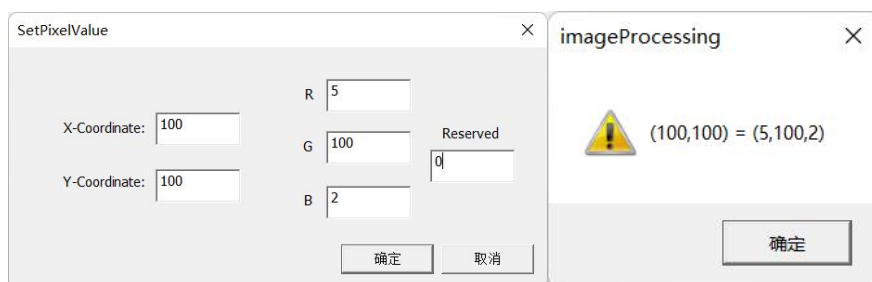 SetPixelValue
X-Coordinate: 100
Y-Coordinate: 100
R 5
G 100
B 2
Reserved
0
确定
取消
imageProcessing
(100,100) = (5,100,2)
确定